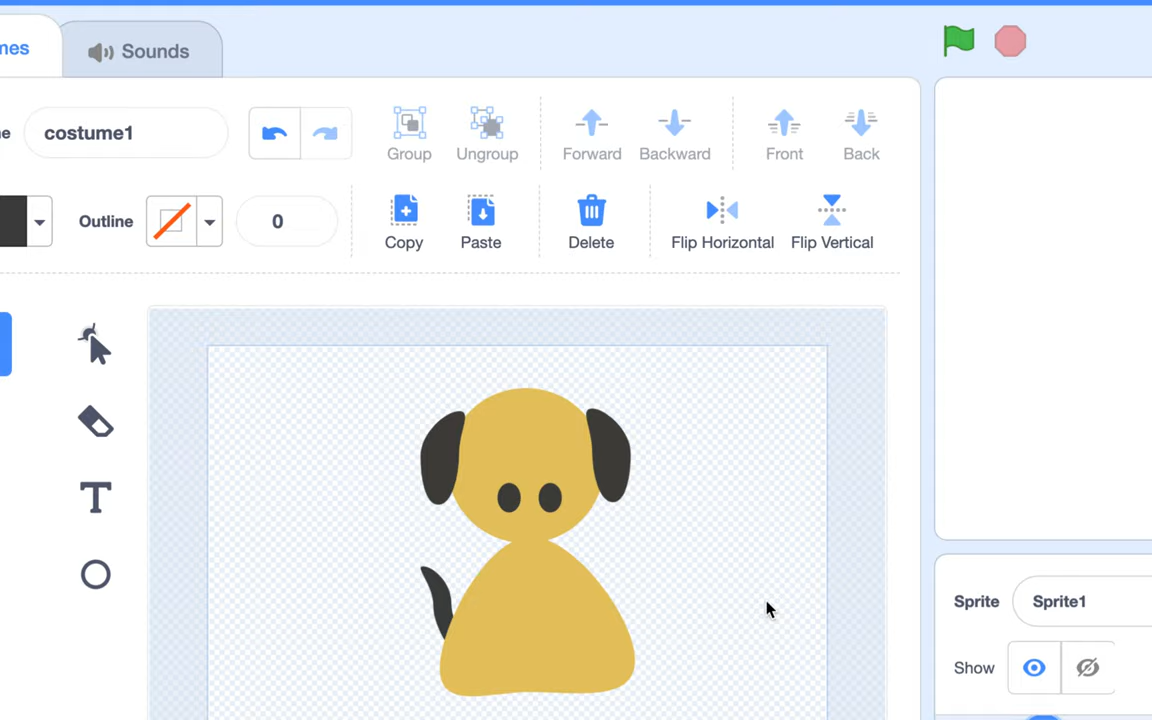 mes
Sounds
e
costume1
Group
Ungroup
Forward
Backward
Front
Back
Outline
0
Copy
Paste
Delete
Flip Horizontal
Flip Vertical
T
Sprite
Sprite1
Show